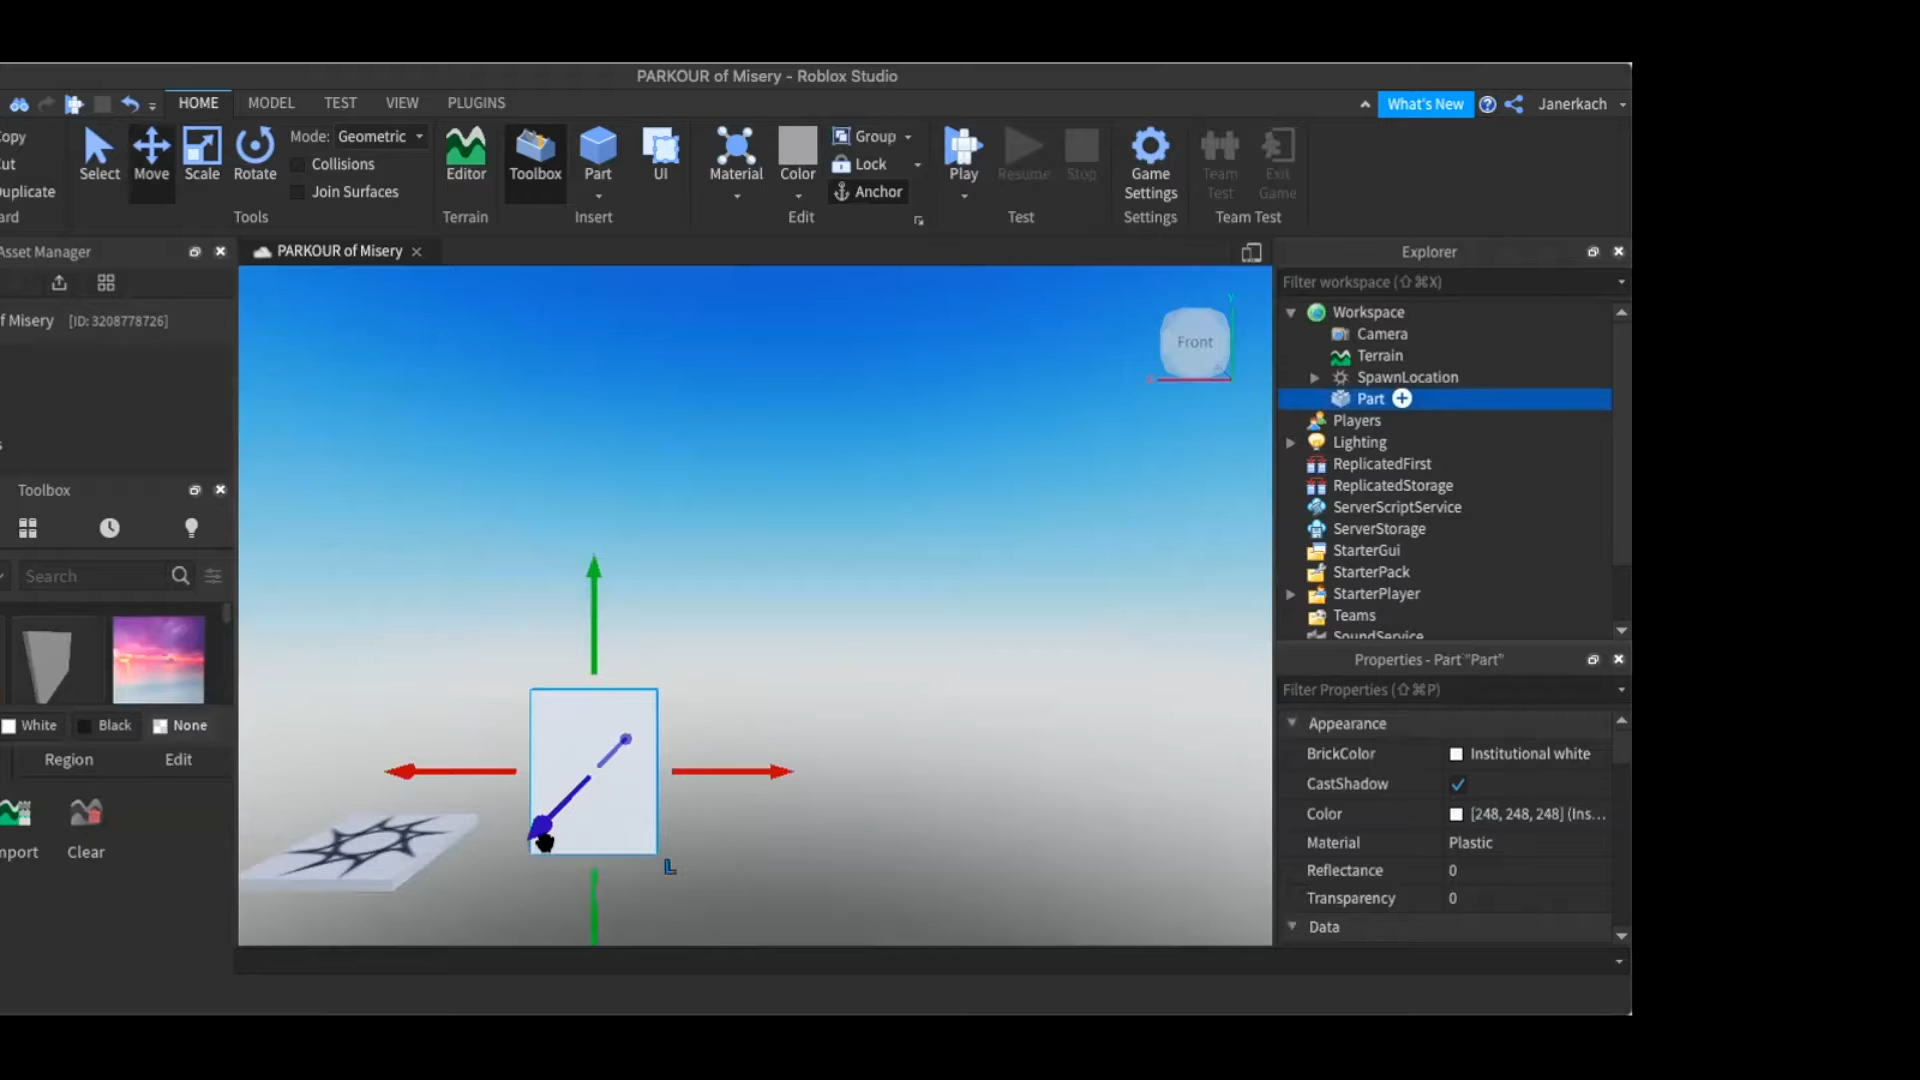 PARKOUR of Misery - Roblox Studio
HOME MODEL TEST VIEW PLUGINS
What's New
Janerkach
opy
ut
uplicate
ard
Select
Move
Scale
Rotate
Mode: Geometric
Collisions
Join Surfaces
Tools
Editor
Terrain
Toolbox
Part
UI
Insert
Material
Color
Group
Lock
Anchor
Edit
Play
Resume
Stop
Test
Game
Settings
Settings
Team
Test
Exit
Game
Team Test
Asset Manager
f Misery [ID: 3208778726]
s
Toolbox
Search
White Black None
Region Edit
mport Clear
PARKOUR of Misery
Front
Y
L
Explorer
Filter workspace (⇧⌘X)
Workspace
Camera
Terrain
SpawnLocation
Part
Players
Lighting
ReplicatedFirst
ReplicatedStorage
ServerScriptService
ServerStorage
StarterGui
StarterPack
StarterPlayer
Teams
SoundService
Properties - Part "Part"
Filter Properties (⇧⌘P)
Appearance
BrickColor Institutional white
CastShadow
Color [248, 248, 248] (Ins...
Material Plastic
Reflectance 0
Transparency 0
Data